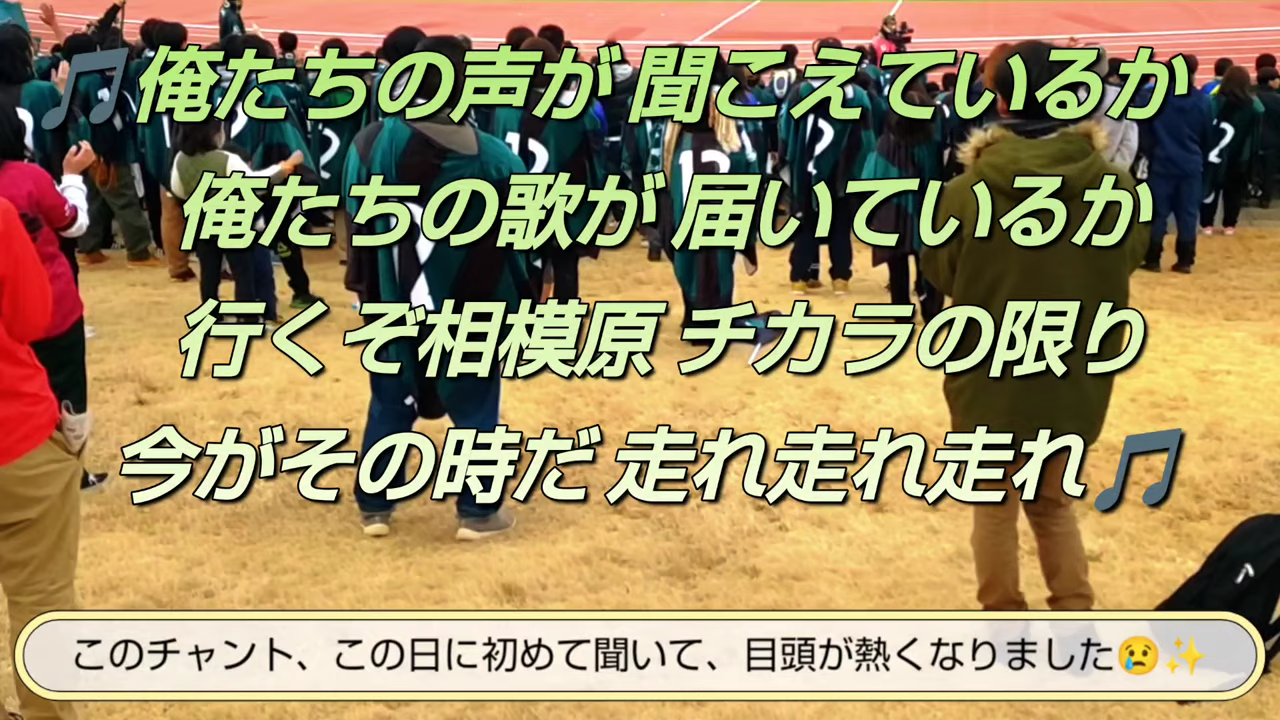 🎵俺たちの声が 聞こえているか
俺たちの歌が 届いているか
行くぞ相模原 チカラの限り
今がその時だ 走れ走れ走れ🎵
12
12
2
このチャント、この日に初めて聞いて、目頭が熱くなりました😢✨